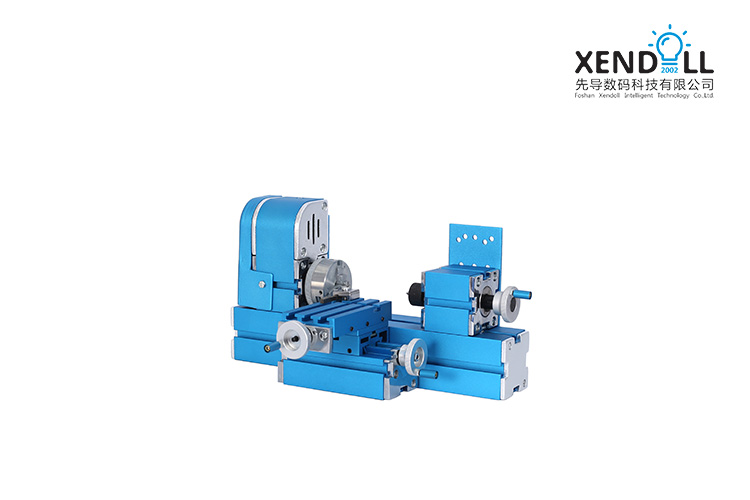 XENDOLL
2002
先导数码科技有限公司
Foshan Xendoll Intelligent Technology Co.,Ltd.